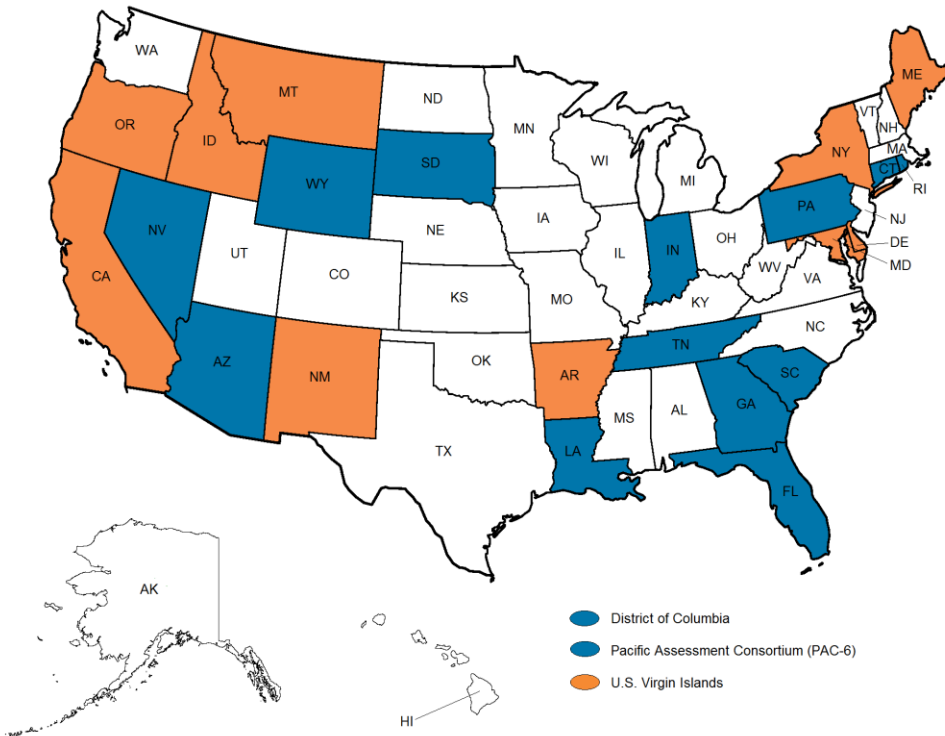 WA
MT
ND
MN
ME
VT
NH
OR
ID
SD
WI
NY
MA
CT
RI
WY
MI
PA
NJ
NV
NE
IA
IL
IN
OH
DE
MD
UT
CO
WV
VA
CA
KS
MO
KY
NC
AZ
NM
OK
AR
TN
SC
MS
AL
GA
TX
LA
FL
AK
HI
District of Columbia
Pacific Assessment Consortium (PAC-6)
U.S. Virgin Islands